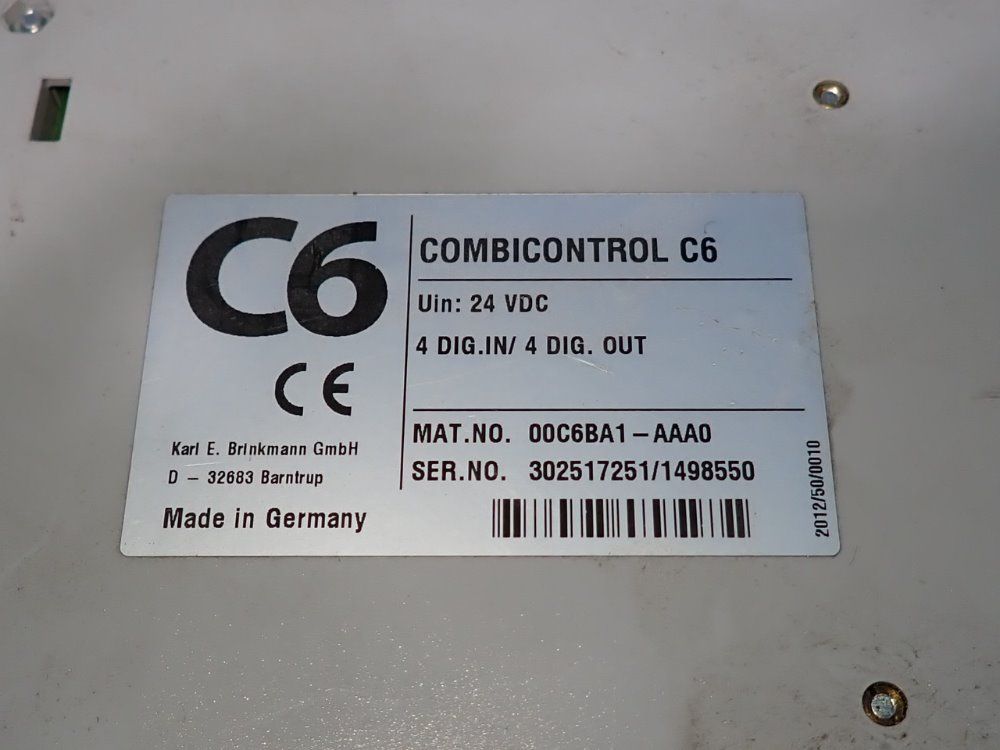 C6
CE
Karl E. Brinkmann GmbH
D – 32683 Barntrup
Made in Germany
COMBICONTROL C6
Uin: 24 VDC
4 DIG.IN/ 4 DIG. OUT
MAT.NO. 00C6BA1–AAA0
SER.NO. 302517251/1498550
2012/50/0010